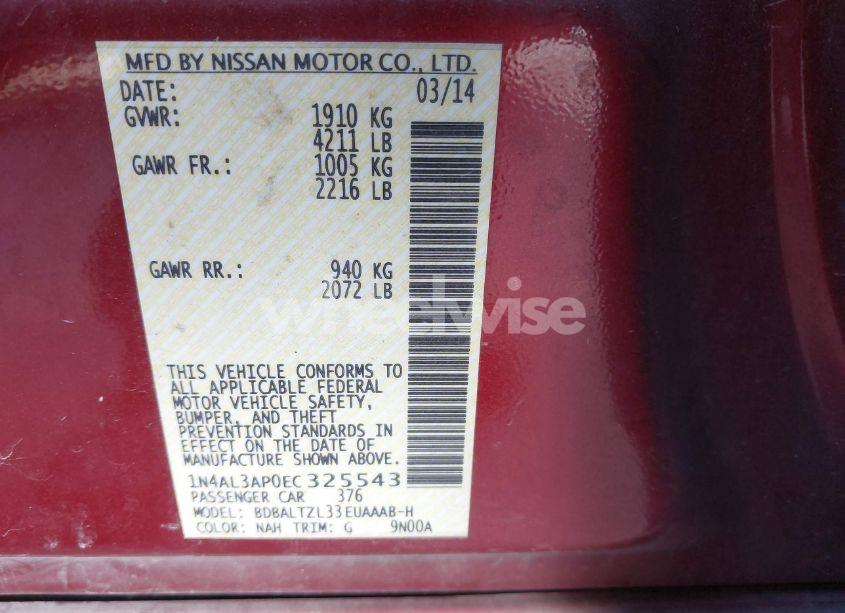 MFD BY NISSAN MOTOR CO., LTD.
DATE: 03/14
GVWR: 1910 KG
4211 LB
GAWR FR.: 1005 KG
2216 LB
GAWR RR.: 940 KG
2072 LB
wheelwise
THIS VEHICLE CONFORMS TO
ALL APPLICABLE FEDERAL
MOTOR VEHICLE SAFETY,
BUMPER, AND THEFT
PREVENTION STANDARDS IN
EFFECT ON THE DATE OF
MANUFACTURE SHOWN ABOVE.
1N4AL3AP0EC325543
PASSENGER CAR 376
MODEL: BDBALTZL33EUAAAB-H
COLOR: NAH TRIM: G 9N00A